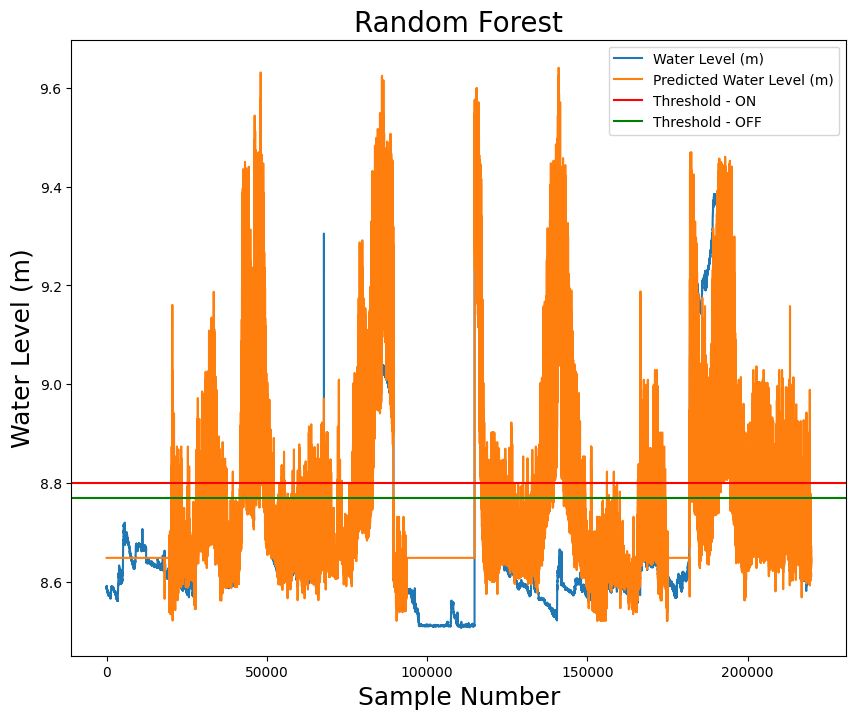 Random Forest
Water Level (m)
Predicted Water Level (m)
Threshold - ON
Threshold - OFF
9.6
9.4
9.2
9.0
8.8
8.6
Water Level (m)
0
50000
100000
150000
200000
Sample Number